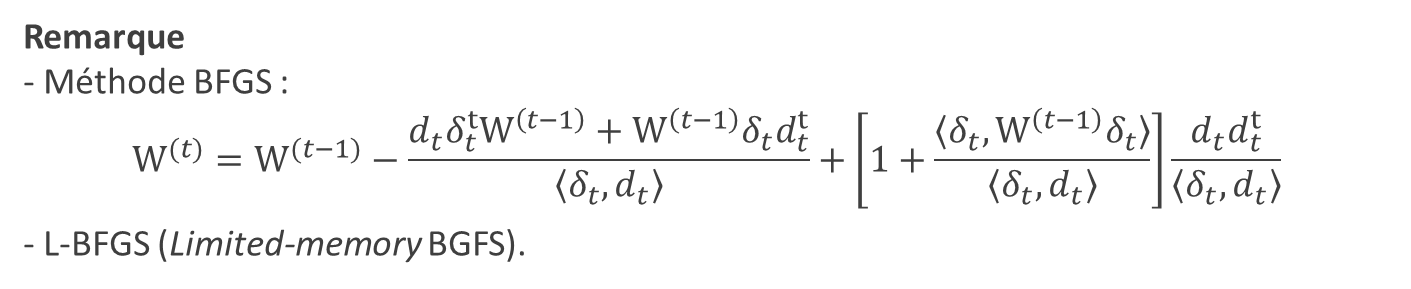 Remarque
- Méthode BFGS :
W^(t) = W^(t−1) − (d_t δ_t^t W^(t−1) + W^(t−1) δ_t d_t^t) / ⟨δ_t, d_t⟩ + [1 + ⟨δ_t, W^(t−1) δ_t⟩ / ⟨δ_t, d_t⟩] d_t d_t^t / ⟨δ_t, d_t⟩
- L-BFGS (Limited-memory BGFS).